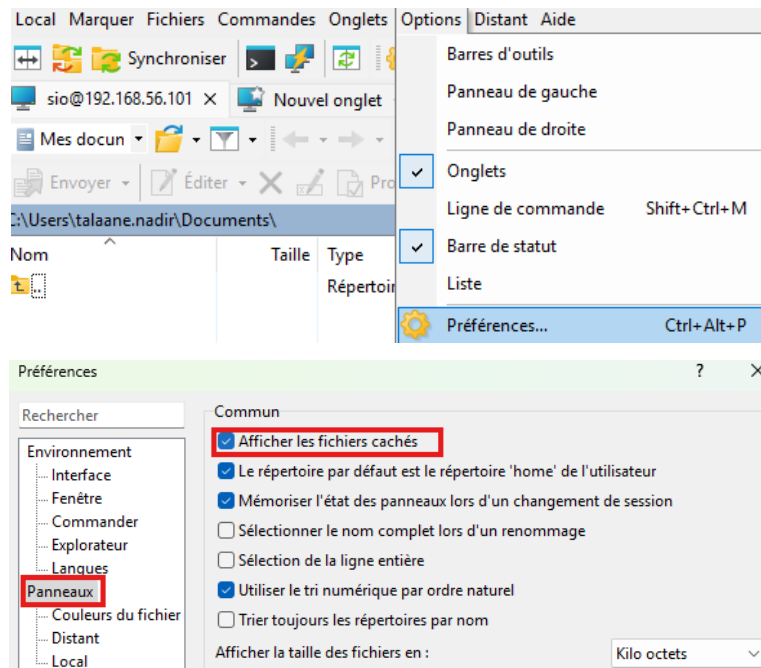 Local Marquer Fichiers Commandes Onglets Options Distant Aide
Synchroniser
sio@192.168.56.101 × Nouvel onglet
Mes docun
Envoyer Éditer
:\Users\talaane.nadir\Documents\
Nom Taille Type
..
Barres d'outils
Panneau de gauche
Panneau de droite
Onglets
Ligne de commande Shift+Ctrl+M
Barre de statut
Liste
Préférences... Ctrl+Alt+P
Préférences ? ×
Rechercher
Environnement
Interface
Fenêtre
Commander
Explorateur
Langues
Panneaux
Couleurs du fichier
Distant
Local
Commun
Afficher les fichiers cachés
Le répertoire par défaut est le répertoire 'home' de l'utilisateur
Mémoriser l'état des panneaux lors d'un changement de session
Sélectionner le nom complet lors d'un renommage
Sélection de la ligne entière
Utiliser le tri numérique par ordre naturel
Trier toujours les répertoires par nom
Afficher la taille des fichiers en : Kilo octets